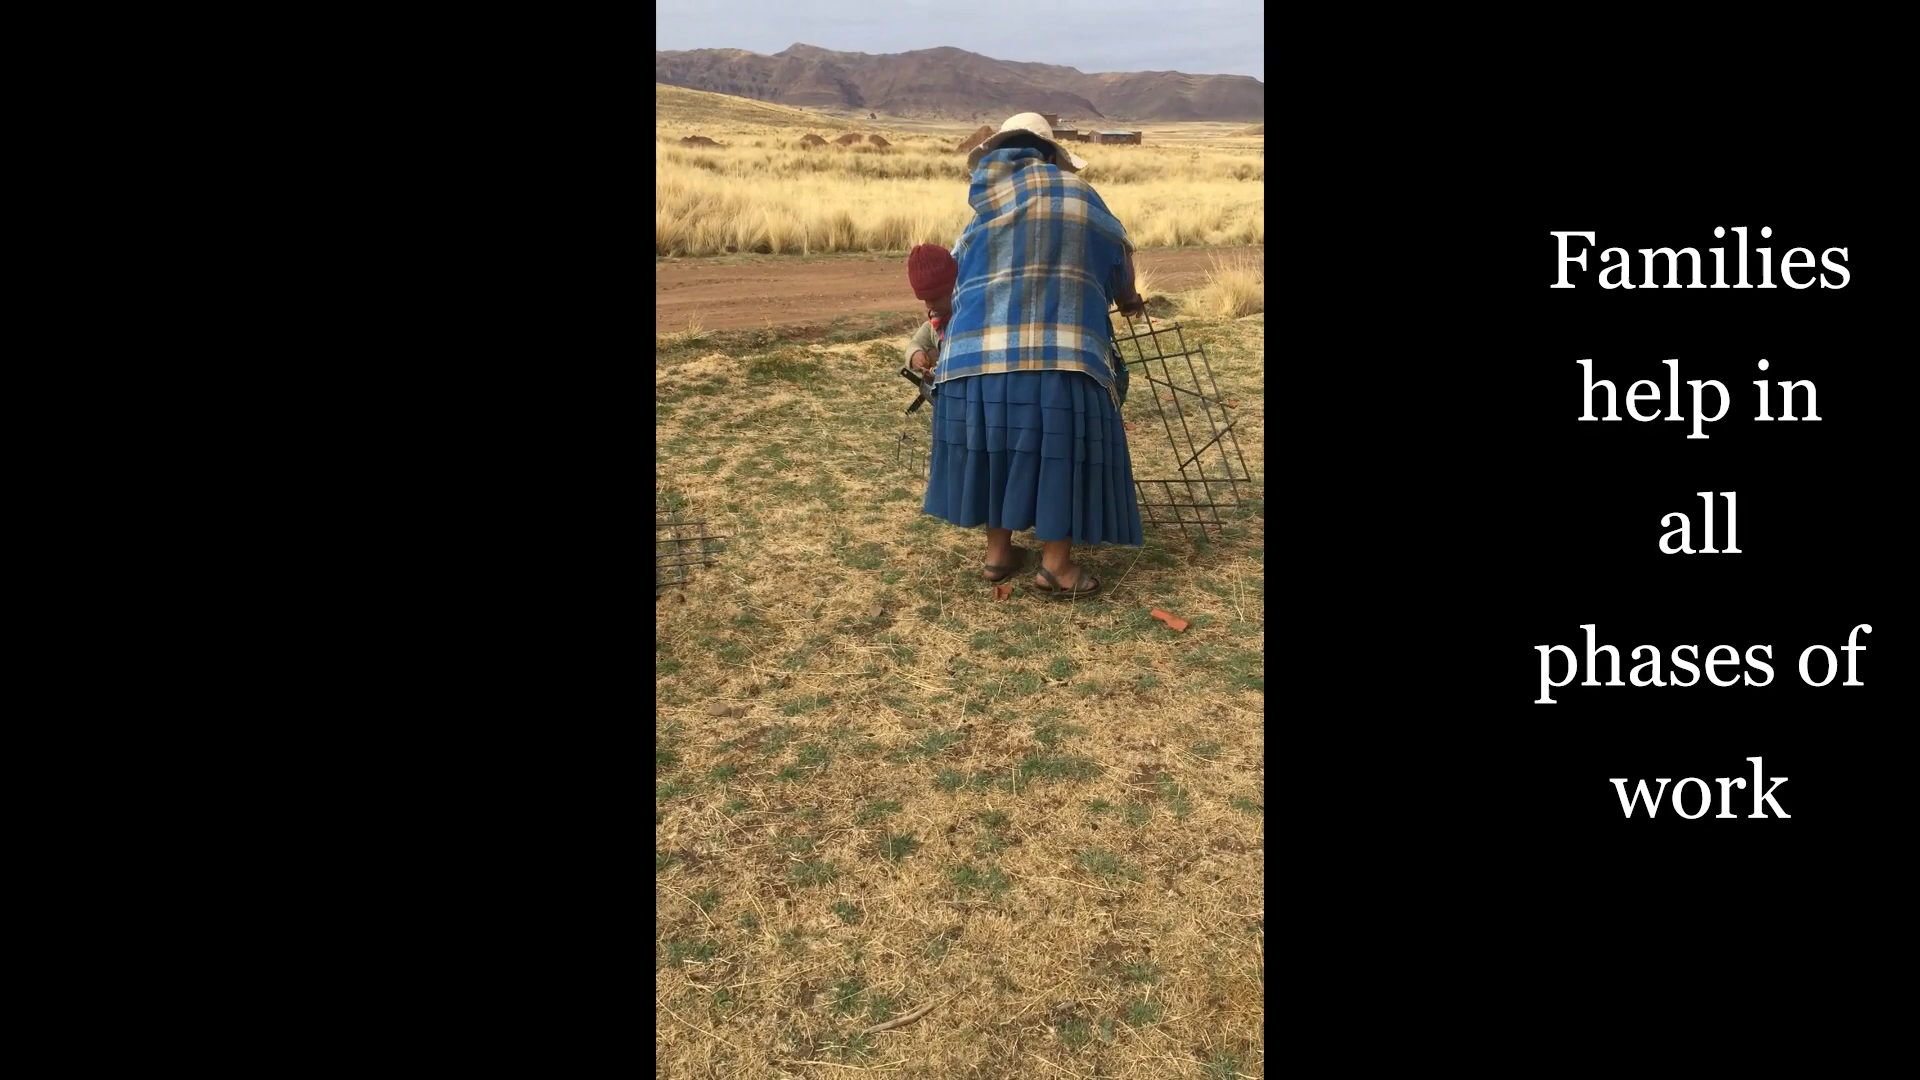 Families
help in
all
phases of
work